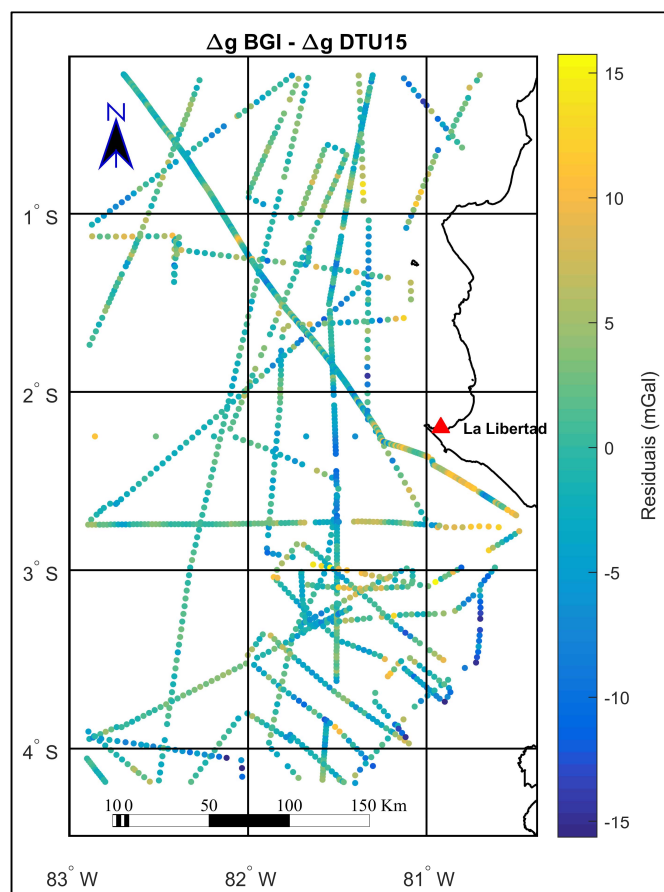 Δg BGI - Δg DTU15
N
1° S
2° S
3° S
4° S
La Libertad
10 0 50 100 150 Km
83° W
82° W
81° W
15
10
5
0
-5
-10
-15
Residuais (mGal)